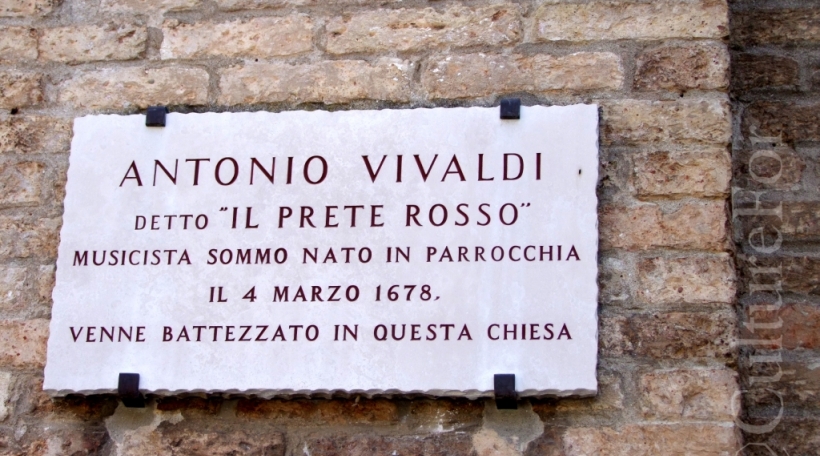 ANTONIO VIVALDI
DETTO "IL PRETE ROSSO"
MUSICISTA SOMMO NATO IN PARROCCHIA
IL 4 MARZO 1678,
VENNE BATTEZZATO IN QUESTA CHIESA
CultureFor